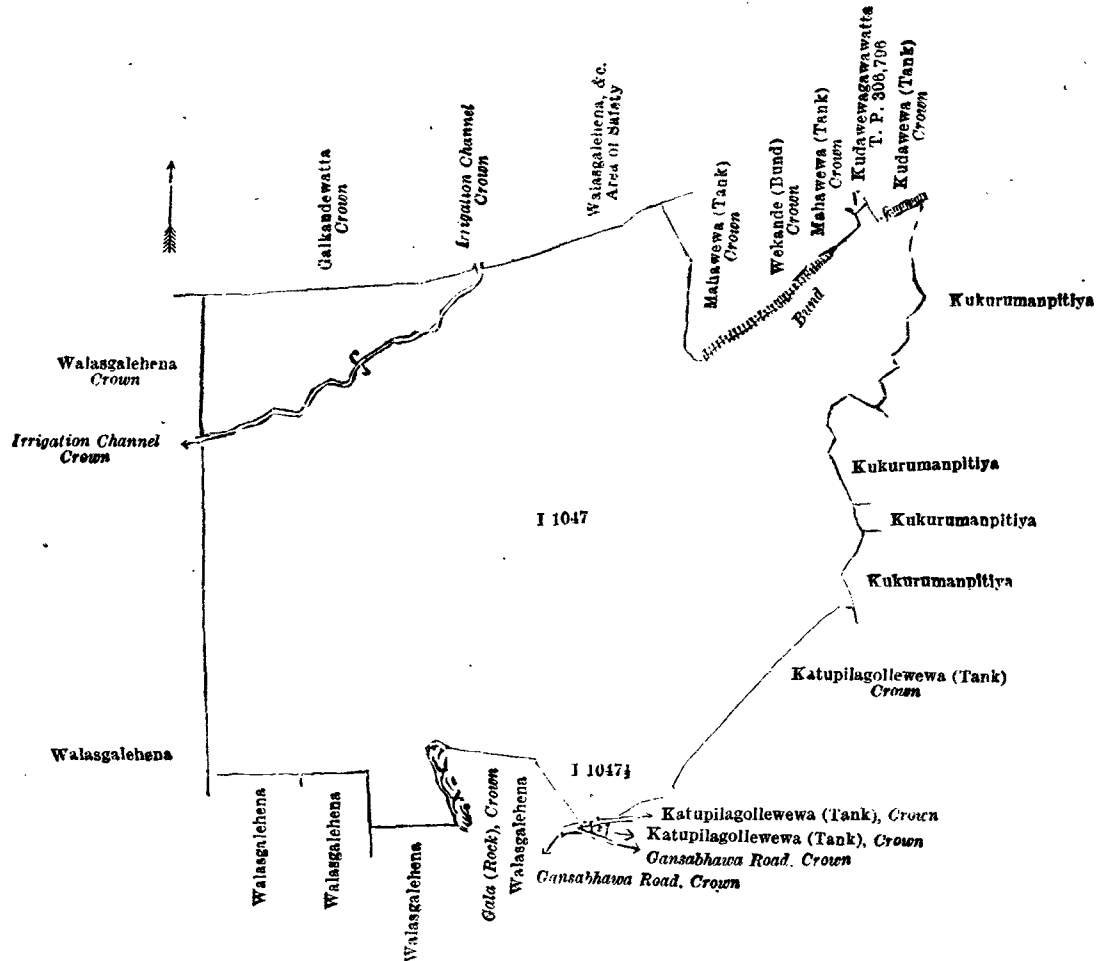 Galkandewatta
Crown
Irrigation Channel
Crown
Walasgalehena, &c.
Area of Safety
Mahawewa (Tank)
Crown
Wekande (Bund)
Crown
Mahawewa (Tank)
Crown
Kudawewagawawatta
T. P. 306,796
Kudawewa (Tank)
Crown
Bund
Kukurumanpitiya
Walasgalehena
Crown
Irrigation Channel
Crown
Kukurumanpitiya
I 1047
Kukurumanpitiya
Kukurumanpitiya
Katupilagollewewa (Tank)
Crown
Walasgalehena
I 1047½
Walasgalehena
Walasgalehena
Walasgalehena
Gala (Rock), Crown
Walasgalehena
Katupilagollewewa (Tank), Crown
Katupilagollewewa (Tank), Crown
Gansabhawa Road, Crown
Gansabhawa Road, Crown